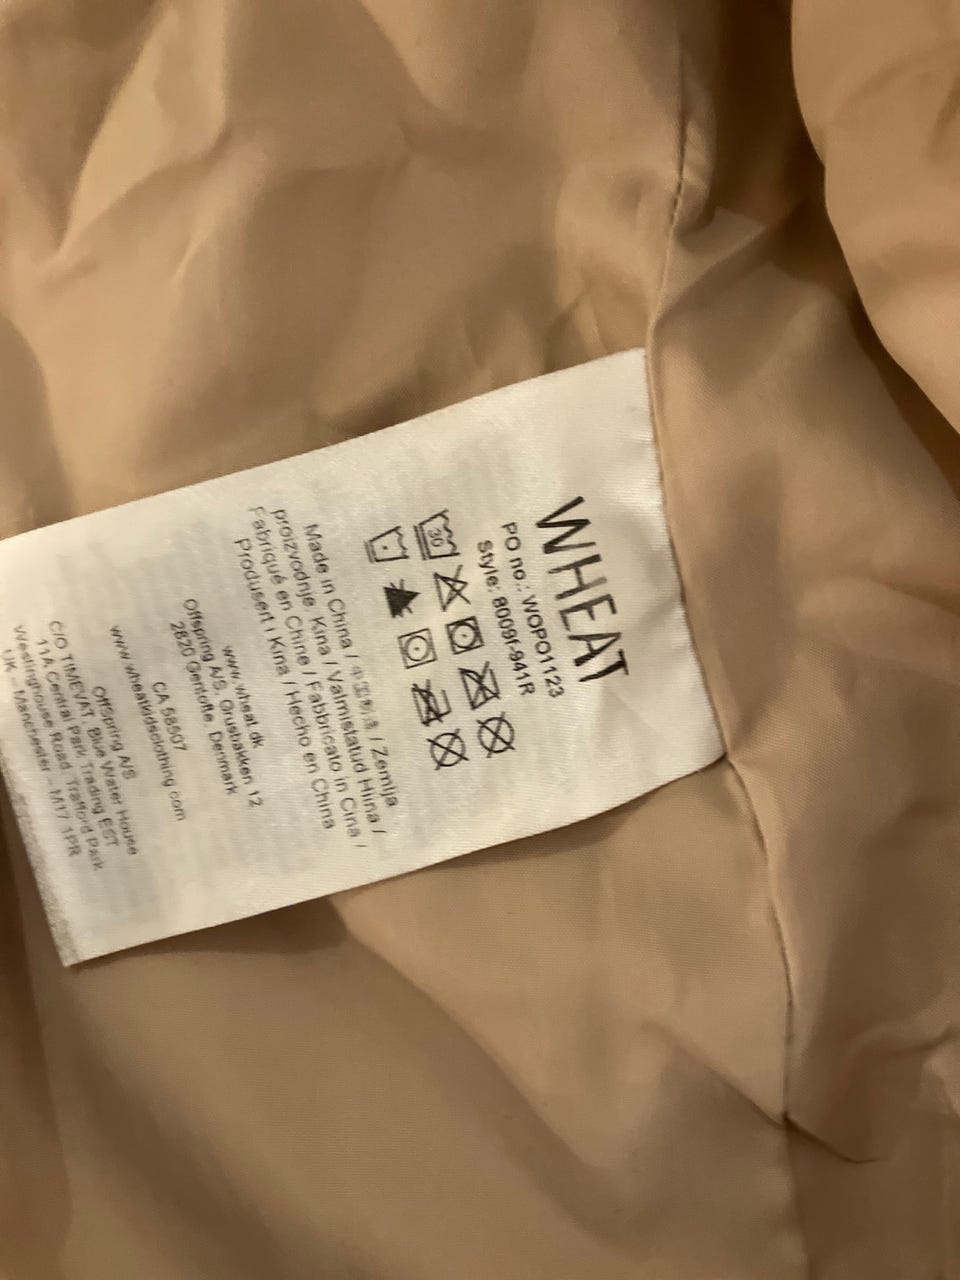 WHEAT
PO no.: WOPO1123
Style: 8009f-941R
30
Made in China / 中国制造 / Zemlja
proizvodnje: Kina / Valmistatud Hiina /
Fabriqué en Chine / Fabbricato in Cina /
Produsert i Kina / Hecho en China
www.wheat.dk
Offspring A/S, Grusbakken 12
2820 Gentofte, Denmark
CA 58507
www.wheatkidsclothing.com
OffSpring A/S
C/O TIMEVAT, Blue Water House
11A Central Park Trading EST
Westinghouse Road, Trafford Park
UK - Manchester - M17 1PR